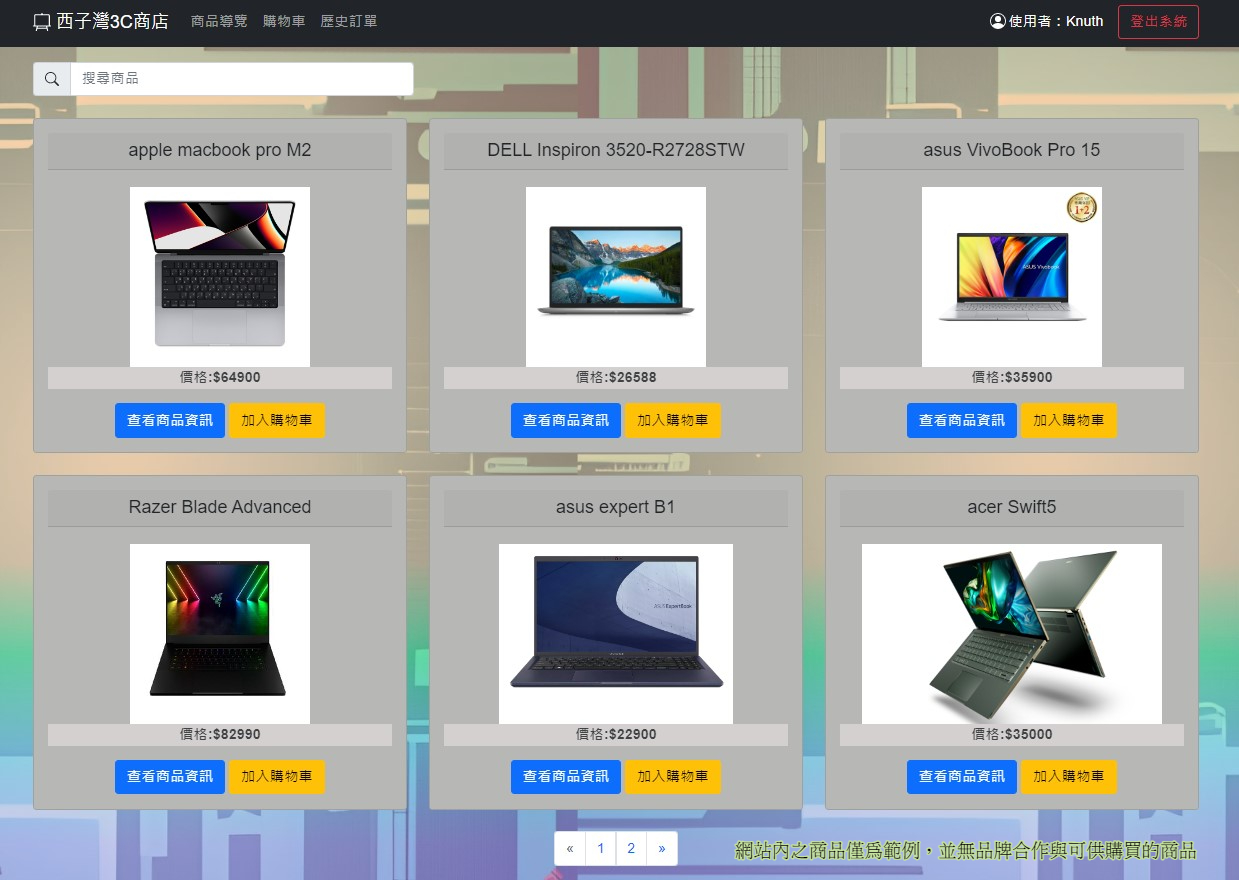 西子灣3C商店 商品導覽 購物車 歷史訂單 使用者：Knuth 登出系統
搜尋商品
apple macbook pro M2
DELL Inspiron 3520-R2728STW
asus VivoBook Pro 15
1+2
ASUS Vivobook
價格:$64900
價格:$26588
價格:$35900
查看商品資訊 加入購物車
查看商品資訊 加入購物車
查看商品資訊 加入購物車
Razer Blade Advanced
asus expert B1
acer Swift5
ASUS ExpertBook
價格:$82990
價格:$22900
價格:$35000
查看商品資訊 加入購物車
查看商品資訊 加入購物車
查看商品資訊 加入購物車
« 1 2 »
網站內之商品僅為範例，並無品牌合作與可供購買的商品